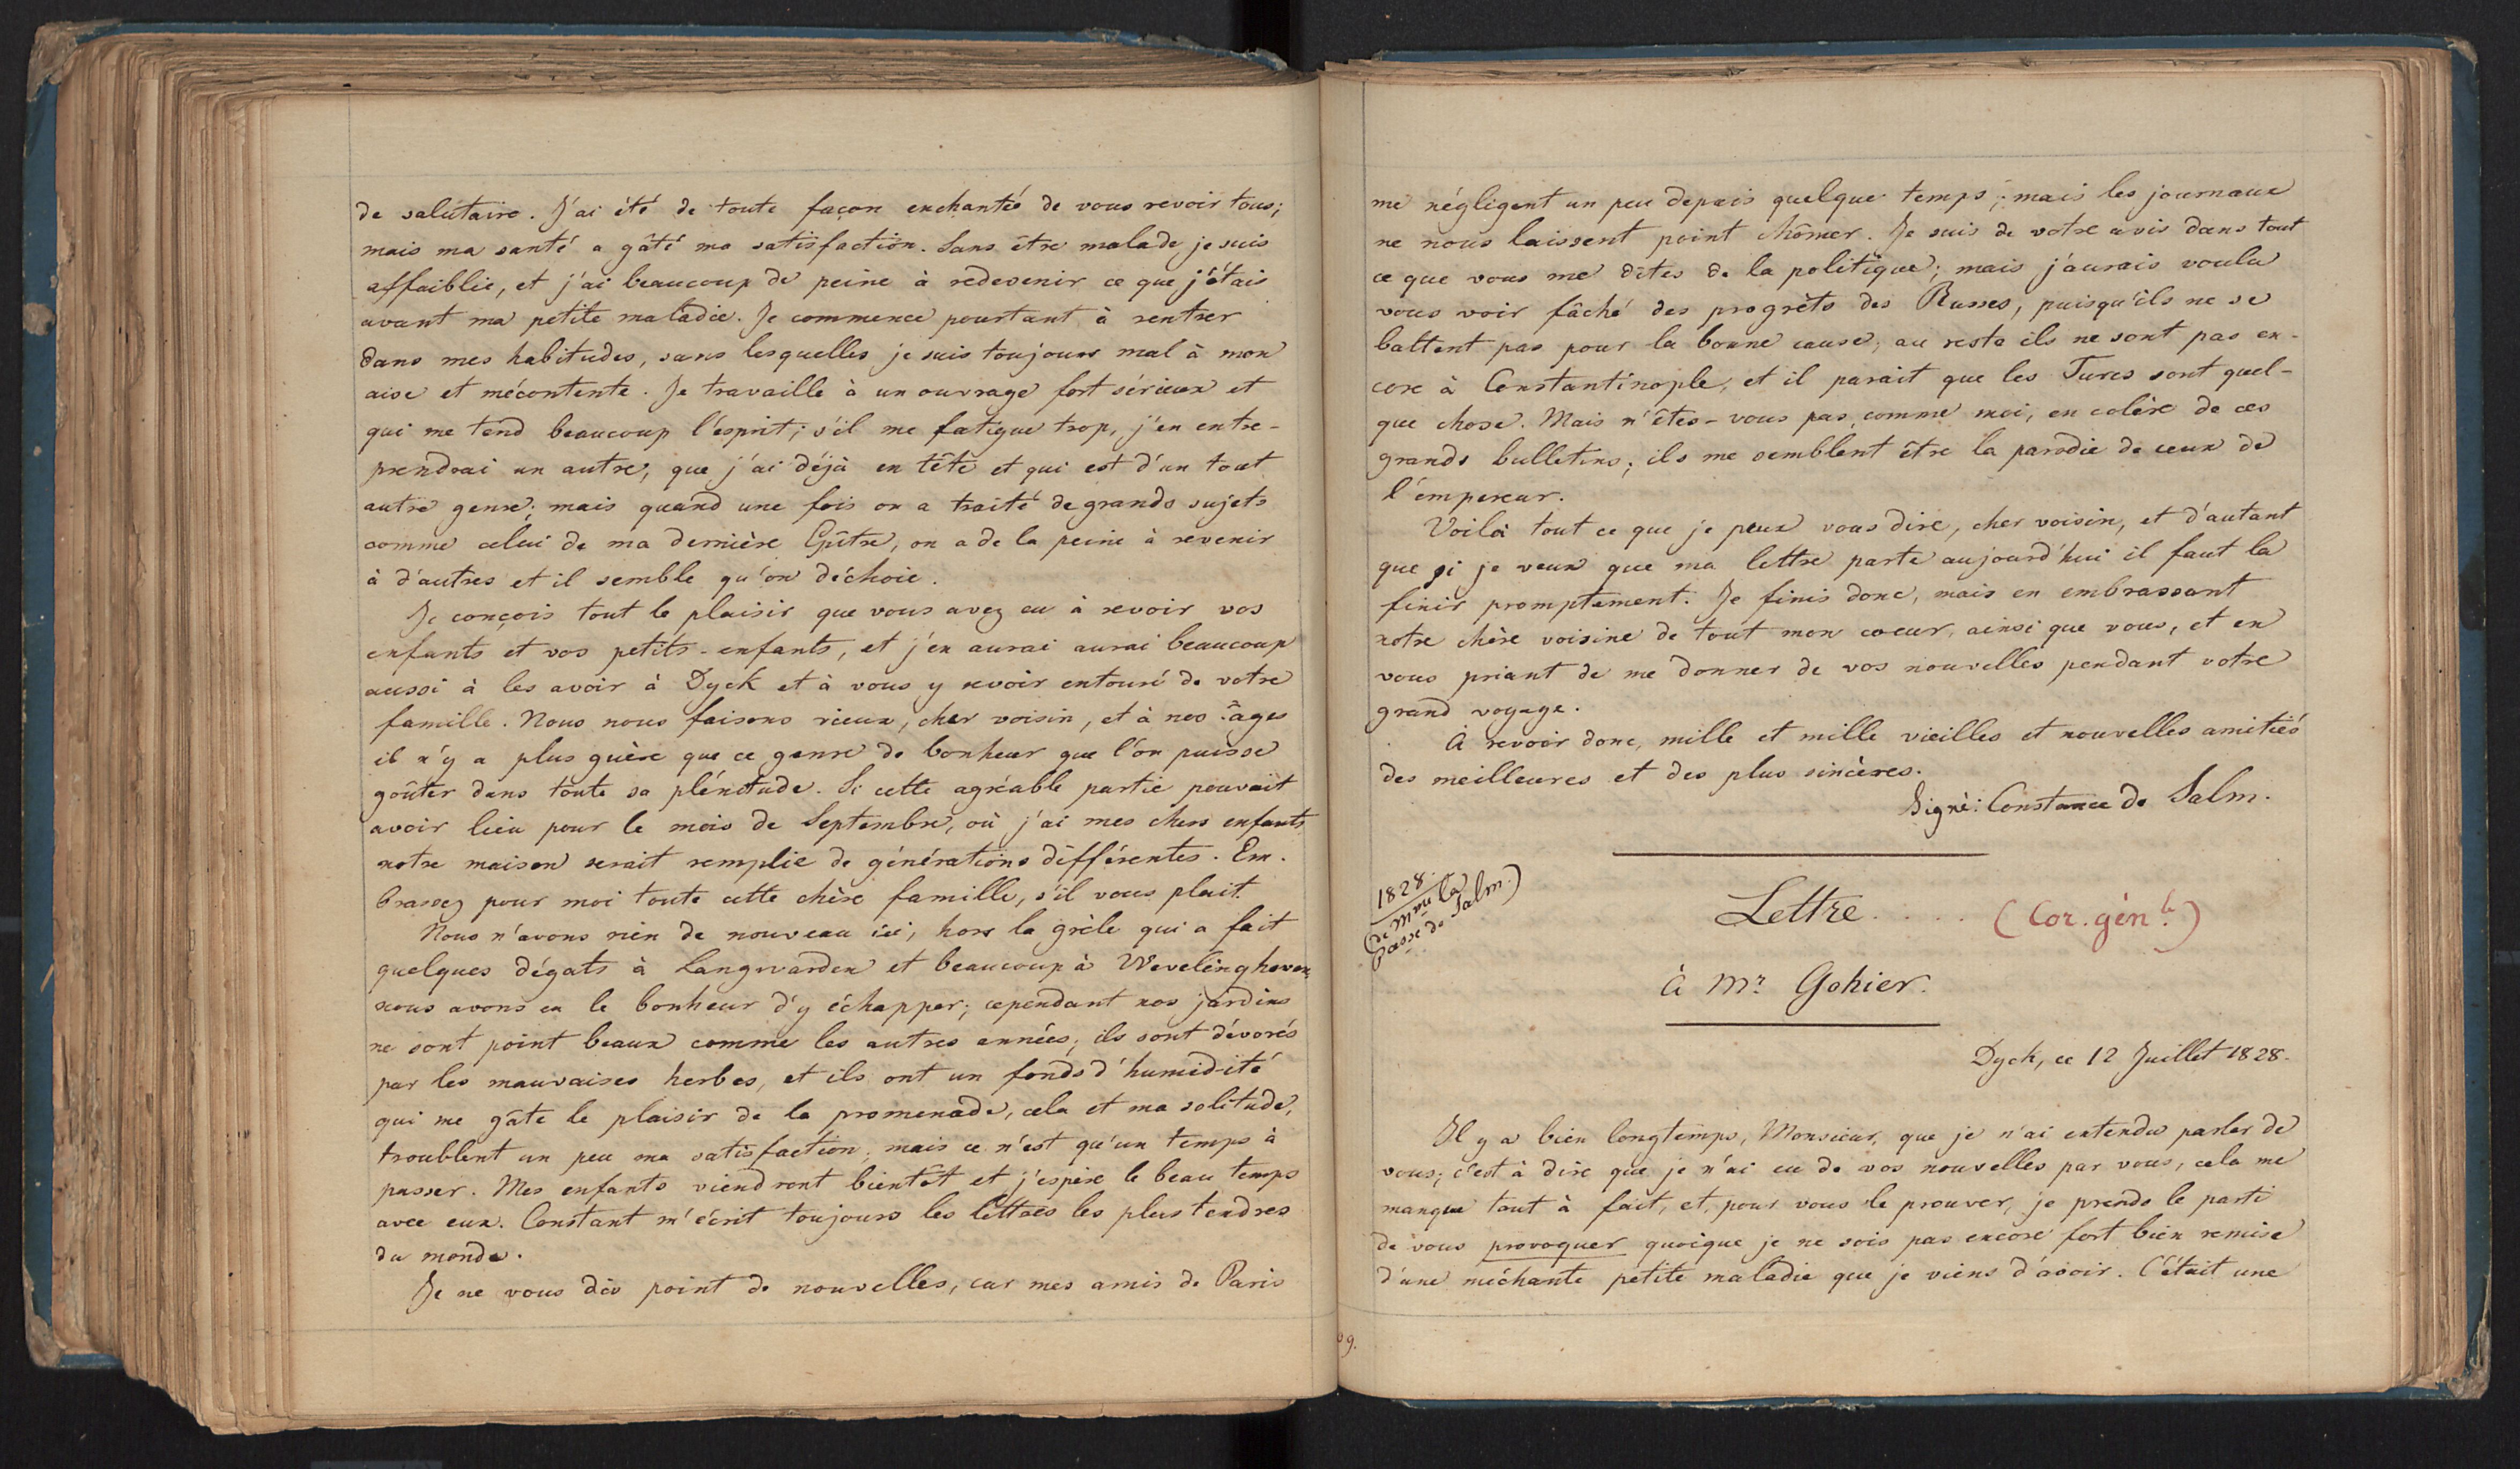 de salutaire. J'ai été de toute façon enchantée de vous revoir tous;
mais ma santé a gâté ma satisfaction. Sans être malade je suis
affaiblie, et j'ai beaucoup de peine à redevenir ce que j'étais
avant ma petite maladie. Je commence pourtant à rentrer
dans mes habitudes, sans lesquelles je suis toujours mal à mon
aise et mécontente. Je travaille à un ouvrage fort sérieux et
qui me tend beaucoup l'esprit; s'il me fatigue trop, j'en entre-
prendrai un autre, que j'ai déjà en tête et qui est d'un tout
autre genre; mais quand une fois on a traité de grands sujets
comme celui de ma dernière Epître, on a de la peine à revenir
à d'autres et il semble qu'on déchoie.
Je conçois tout le plaisir que vous avez eu à revoir vos
enfants et vos petits-enfants, et j'en aurai aurai beaucoup
aussi à les avoir à Dyck et à vous y revoir entouré de votre
famille. Nous nous faisons vieux, cher voisin, et à nos âges
il n'y a plus guère que ce genre de bonheur que l'on puisse
goûter dans toute sa plénitude. Si cette agréable partie pouvait
avoir lieu pour le mois de Septembre, où j'ai mes chers enfants
notre maison serait remplie de générations différentes. Em-
brassez pour moi toute cette chère famille, s'il vous plait.
Nous n'avons rien de nouveau ici, hors la grêle qui a fait
quelques dégats à Langwarden et beaucoup à Wevelinghoven,
nous avons eu le bonheur d'y échapper; cependant nos jardins
ne sont point beaux comme les autres années; ils sont dévorés
par les mauvaises herbes, et ils ont un fonds d'humidité
qui me gâte le plaisir de la promenade, cela et ma solitude,
troublent un peu ma satisfaction, mais ce n'est qu'un temps à
passer. Mes enfants viendront bientôt et j'espère le beau temps
avec eux. Constant m'écrit toujours les lettres les plus tendres
du monde.
Je ne vous dis point de nouvelles, car mes amis de Paris
me négligent un peu depuis quelque temps; mais les journaux
ne nous laissent point chômer. Je suis de votre avis dans tout
ce que vous me dites de la politique; mais j'aurais voulu
vous voir fâché des progrèts des Russes, puisqu'ils ne se
battent pas pour la bonne cause; au reste ils ne sont pas en-
core à Constantinople, et il parait que les Turcs sont quel-
que chose. Mais n'êtes-vous pas, comme moi, en colère de ces
grands bulletins; ils me semblent être la parodie de ceux de
l'empereur.
Voilà tout ce que je peux vous dire, cher voisin, et d'autant
que si je veux que ma lettre parte aujourd'hui il faut la
finir promptement. Je finis donc, mais en embrassant
notre chère voisine de tout mon coeur, ainsi que vous, et en
vous priant de me donner de vos nouvelles pendant votre
grand voyage.
A revoir donc, mille et mille vieilles et nouvelles amitiés
des meilleures et des plus sincères.
Signé: Constance de Salm.
1828.
(de Mme la
Psse de Salm.)
Lettre..... (Cor. génle.)
à Mr. Gohier.
Dyck, ce 12 Juillet 1828.
Il y a bien longtemps, Monsieur, que je n'ai entendu parler de
vous; c'est à dire que je n'ai eu de vos nouvelles par vous, cela me
manque tout à fait, et, pour vous le prouver, je prends le parti
de vous provoquer quoique je ne sois pas encore fort bien remise
d'une méchante petite maladie que je viens d'avoir. C'était une